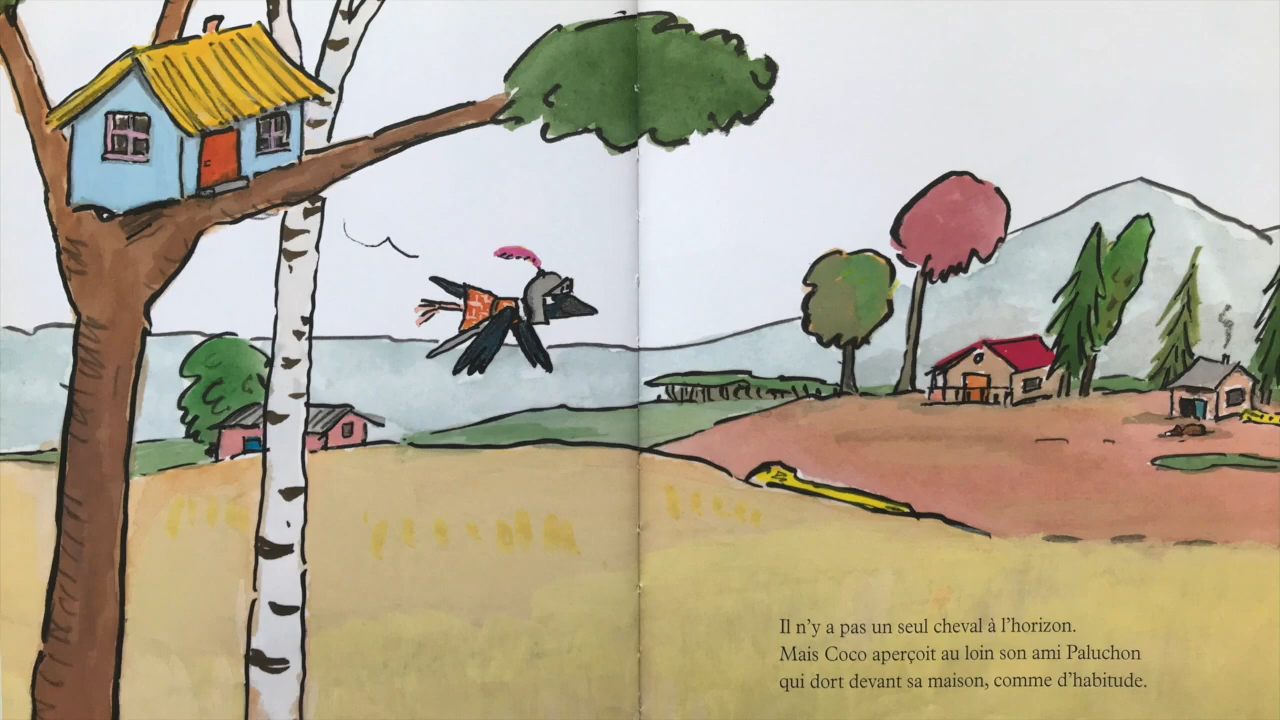 Il n’y a pas un seul cheval à l’horizon.
Mais Coco aperçoit au loin son ami Paluchon
qui dort devant sa maison, comme d’habitude.